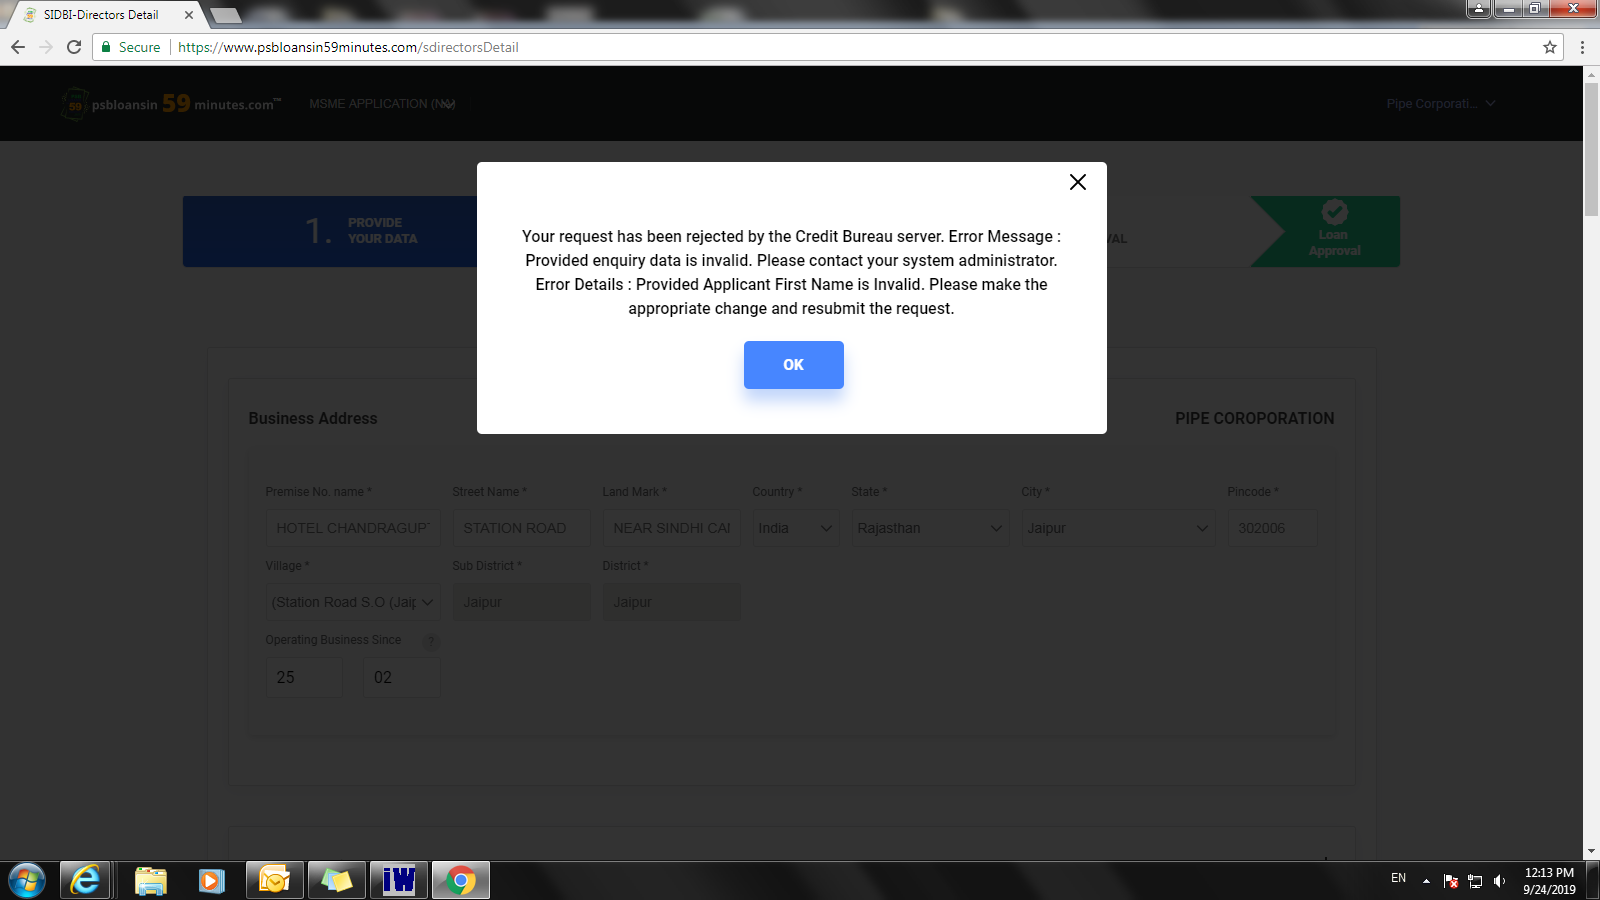 SIDBI-Directors Detail
Secure https://www.psbloansin59minutes.com/sdirectorsDetail
59 psbloansin 59 minutes.com™ MSME APPLICATION Pipe Corporati...
1. PROVIDE YOUR DATA
Loan Approval
Your request has been rejected by the Credit Bureau server. Error Message :
Provided enquiry data is invalid. Please contact your system administrator.
Error Details : Provided Applicant First Name is Invalid. Please make the
appropriate change and resubmit the request.
OK
Business Address PIPE COROPORATION
Premise No. name * Street Name * Land Mark * Country * State * City * Pincode *
HOTEL CHANDRAGUPT STATION ROAD NEAR SINDHI CAN India Rajasthan Jaipur 302006
Village * Sub District * District *
(Station Road S.O (Jaip Jaipur Jaipur
Operating Business Since ?
25 02
EN 12:13 PM
9/24/2019